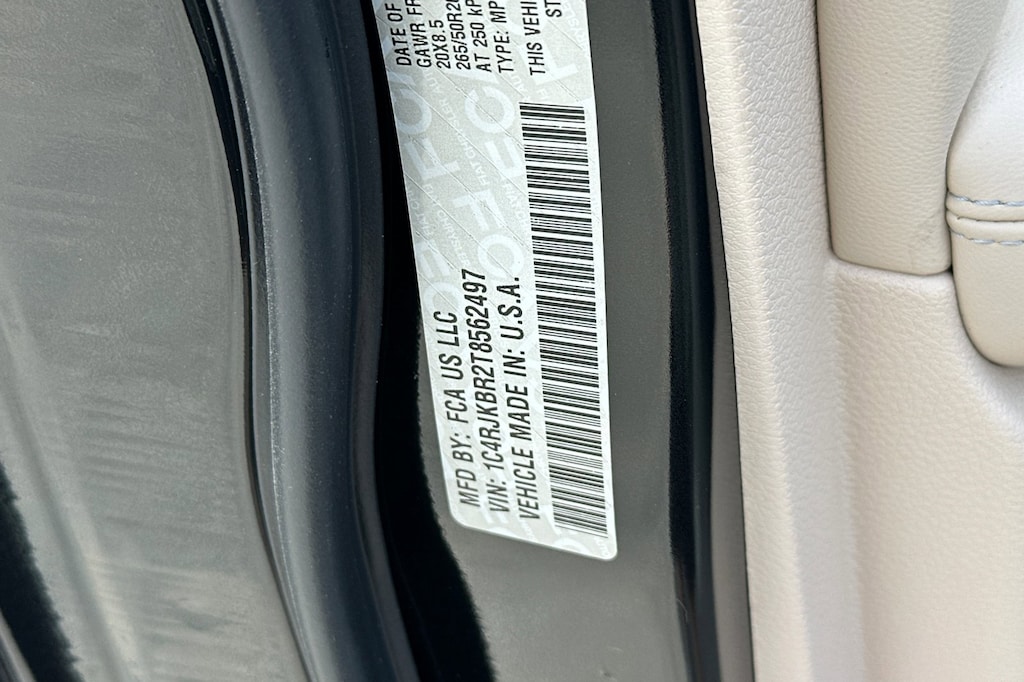 MFD BY: FCA US LLC
VIN: 1C4RJKBR2T8562497
VEHICLE MADE IN: U.S.A.
DATE OF
GAWR FR
20X8.5
265/50R20
AT 250 KP
TYPE: MP
THIS VEHI
ST